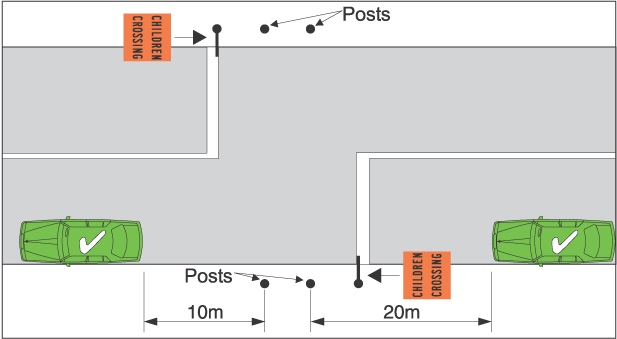 Posts
CHILDREN
CROSSING
Posts
CHILDREN
CROSSING
10m
20m